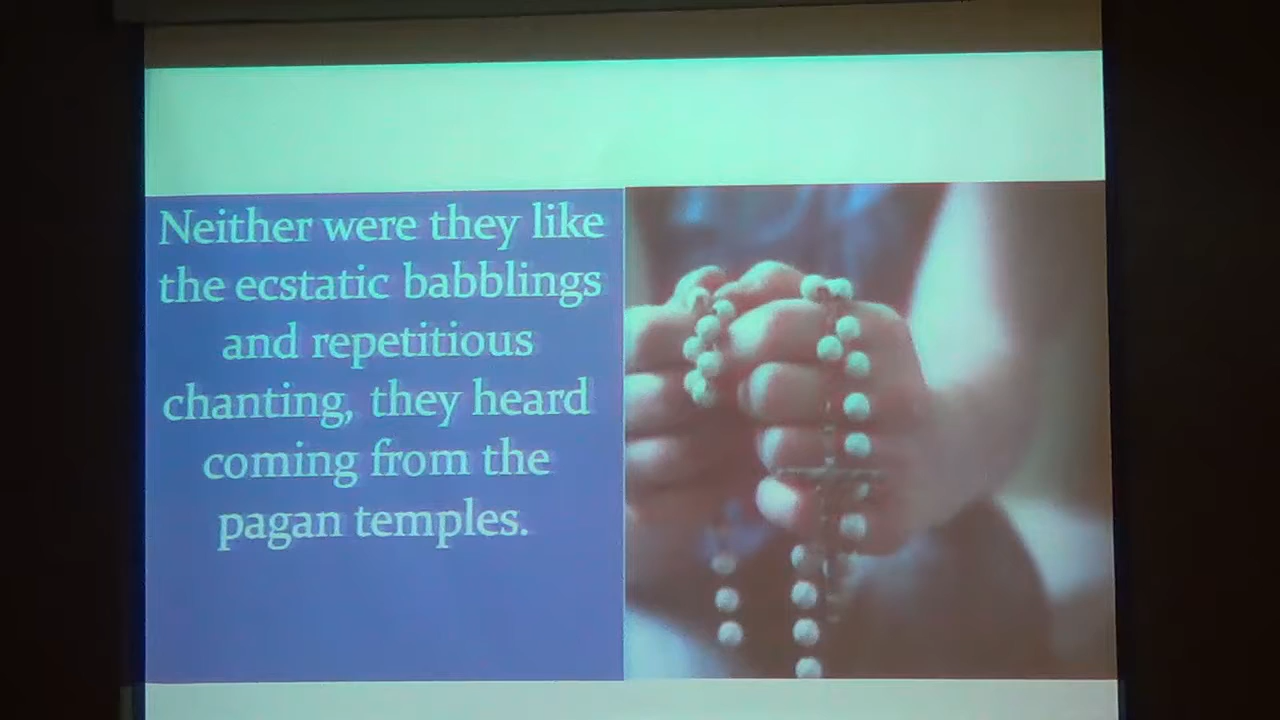 Neither were they like
the ecstatic babblings
and repetitious
chanting, they heard
coming from the
pagan temples.